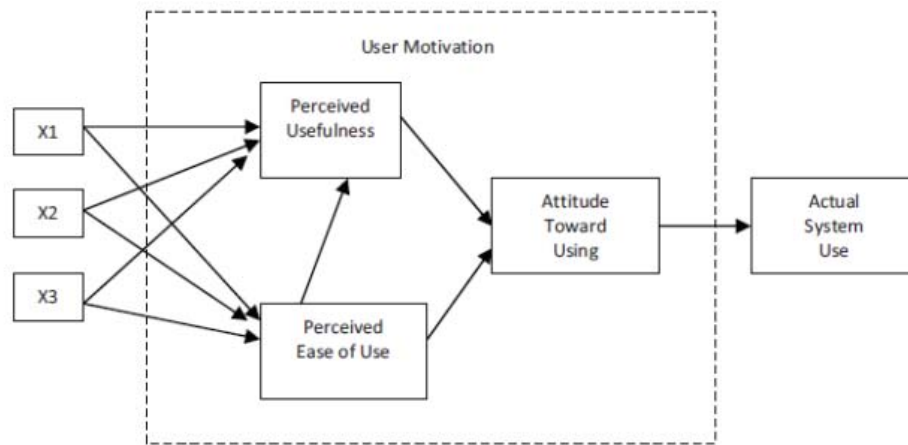 User Motivation
X1
X2
X3
Perceived
Usefulness
Perceived
Ease of Use
Attitude
Toward
Using
Actual
System
Use